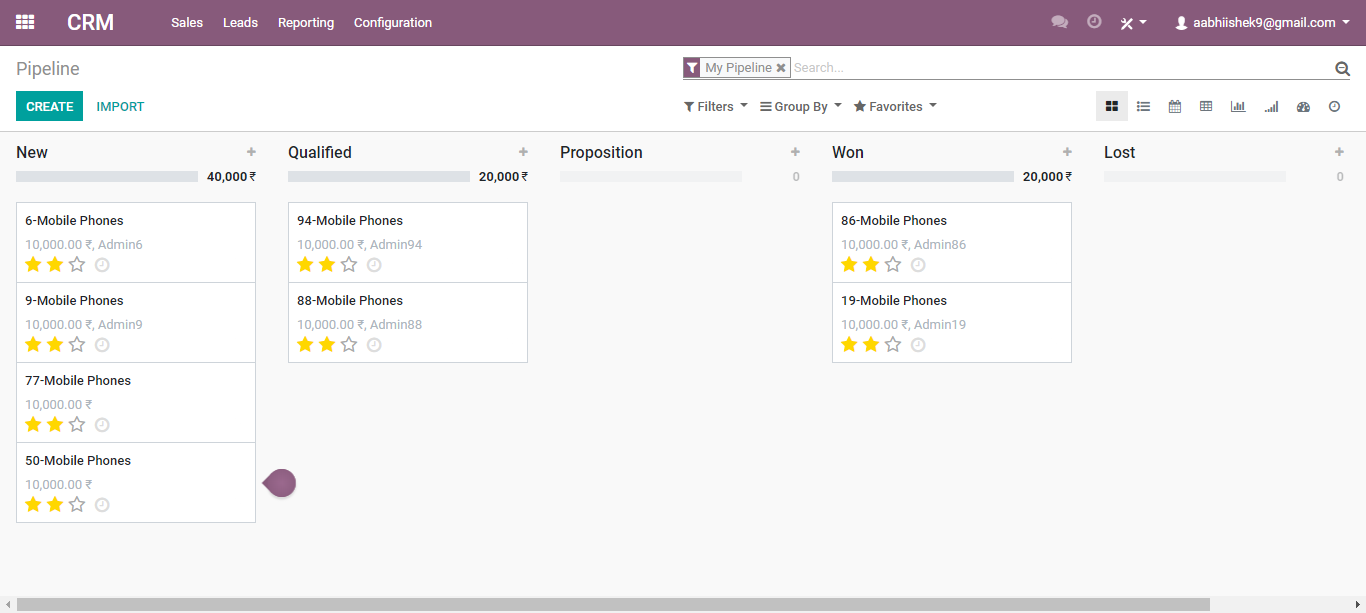 CRM Sales Leads Reporting Configuration aabhiishek9@gmail.com
Pipeline My Pipeline Search...
CREATE IMPORT Filters Group By Favorites
New
40,000 ₹
6-Mobile Phones
10,000.00 ₹, Admin6
9-Mobile Phones
10,000.00 ₹, Admin9
77-Mobile Phones
10,000.00 ₹
50-Mobile Phones
10,000.00 ₹
Qualified
20,000 ₹
94-Mobile Phones
10,000.00 ₹, Admin94
88-Mobile Phones
10,000.00 ₹, Admin88
Proposition
0
Won
20,000 ₹
86-Mobile Phones
10,000.00 ₹, Admin86
19-Mobile Phones
10,000.00 ₹, Admin19
Lost
0